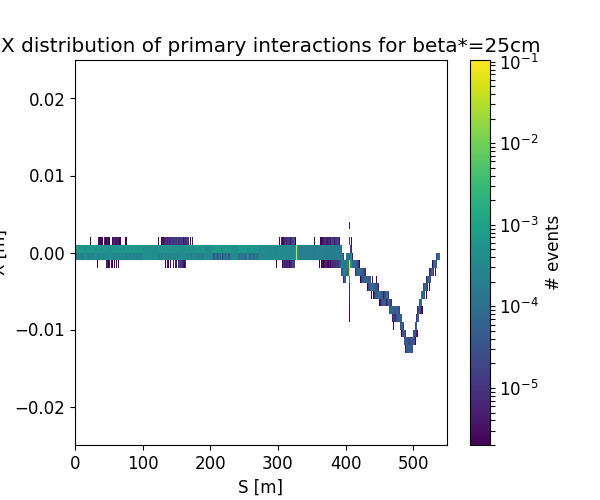 X distribution of primary interactions for beta*=25cm
X [m]
0.02
0.01
0.00
−0.01
−0.02
0 100 200 300 400 500
S [m]
10⁻¹
10⁻²
10⁻³
10⁻⁴
10⁻⁵
# events